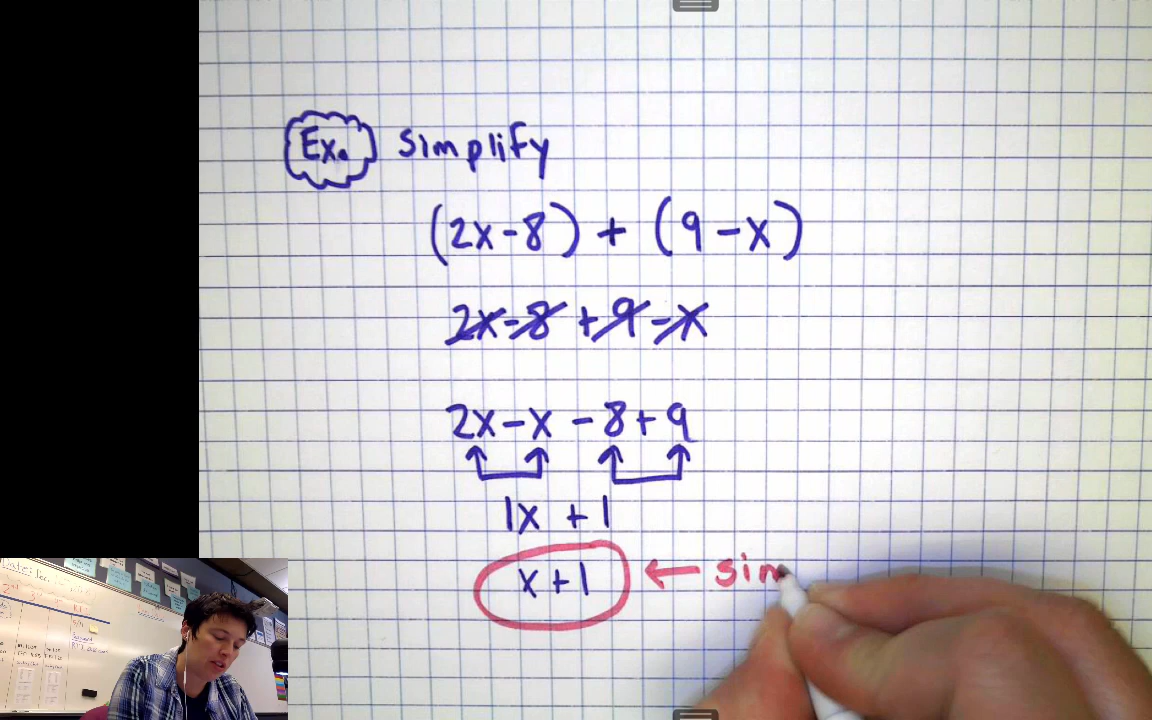 Ex. Simplify
(2x-8) + (9-x)
2x-8+9-x
2x-x-8+9
1x+1
x+1 ← sim